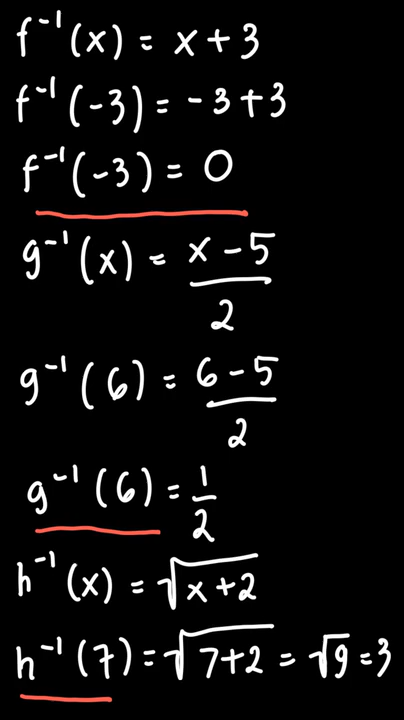 f⁻¹(x) = x + 3
f⁻¹(-3) = -3 + 3
f⁻¹(-3) = 0
g⁻¹(x) = (x - 5)/2
g⁻¹(6) = (6 - 5)/2
g⁻¹(6) = 1/2
h⁻¹(x) = √(x + 2)
h⁻¹(7) = √(7 + 2) = √9 = 3